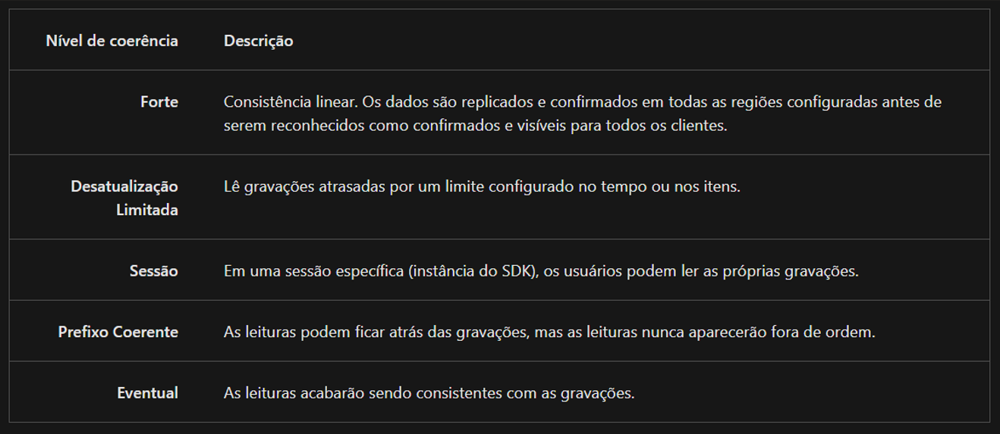 Nível de coerência
Descrição
Forte
Consistência linear. Os dados são replicados e confirmados em todas as regiões configuradas antes de
serem reconhecidos como confirmados e visíveis para todos os clientes.
Desatualização
Limitada
Lê gravações atrasadas por um limite configurado no tempo ou nos itens.
Sessão
Em uma sessão específica (instância do SDK), os usuários podem ler as próprias gravações.
Prefixo Coerente
As leituras podem ficar atrás das gravações, mas as leituras nunca aparecerão fora de ordem.
Eventual
As leituras acabarão sendo consistentes com as gravações.